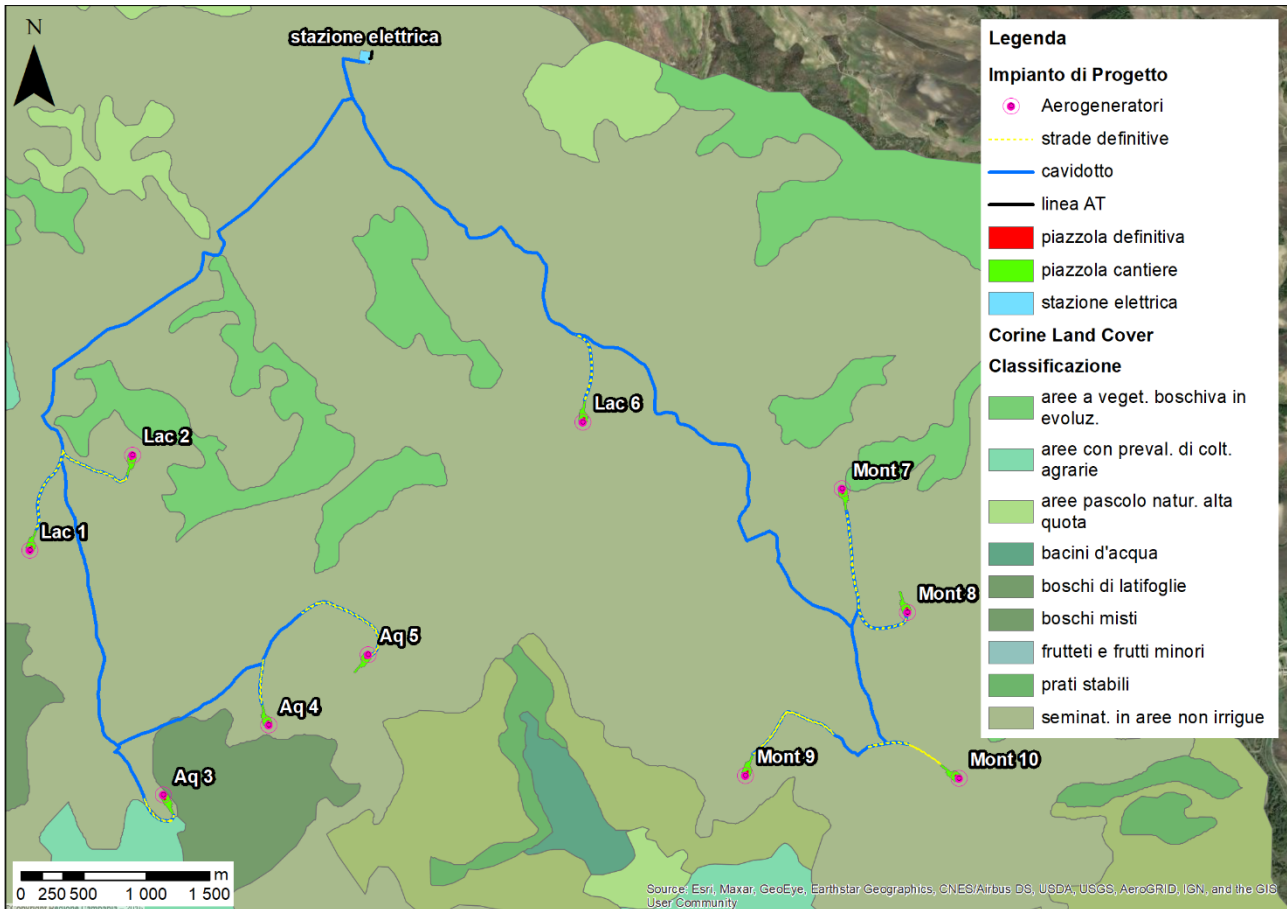 N
stazione elettrica
Lac 2
Lac 1
Lac 6
Mont 7
Mont 8
Aq 5
Aq 4
Aq 3
Mont 9
Mont 10
Legenda
Impianto di Progetto
Aerogeneratori
strade definitive
cavidotto
linea AT
piazzola definitiva
piazzola cantiere
stazione elettrica
Corine Land Cover
Classificazione
aree a veget. boschiva in
evoluz.
aree con preval. di colt.
agrarie
aree pascolo natur. alta
quota
bacini d'acqua
boschi di latifoglie
boschi misti
frutteti e frutti minori
prati stabili
seminat. in aree non irrigue
m
0 250 500 1 000 1 500
Source: Esri, Maxar, GeoEye, Earthstar Geographics, CNES/Airbus DS, USDA, USGS, AeroGRID, IGN, and the GIS
User Community